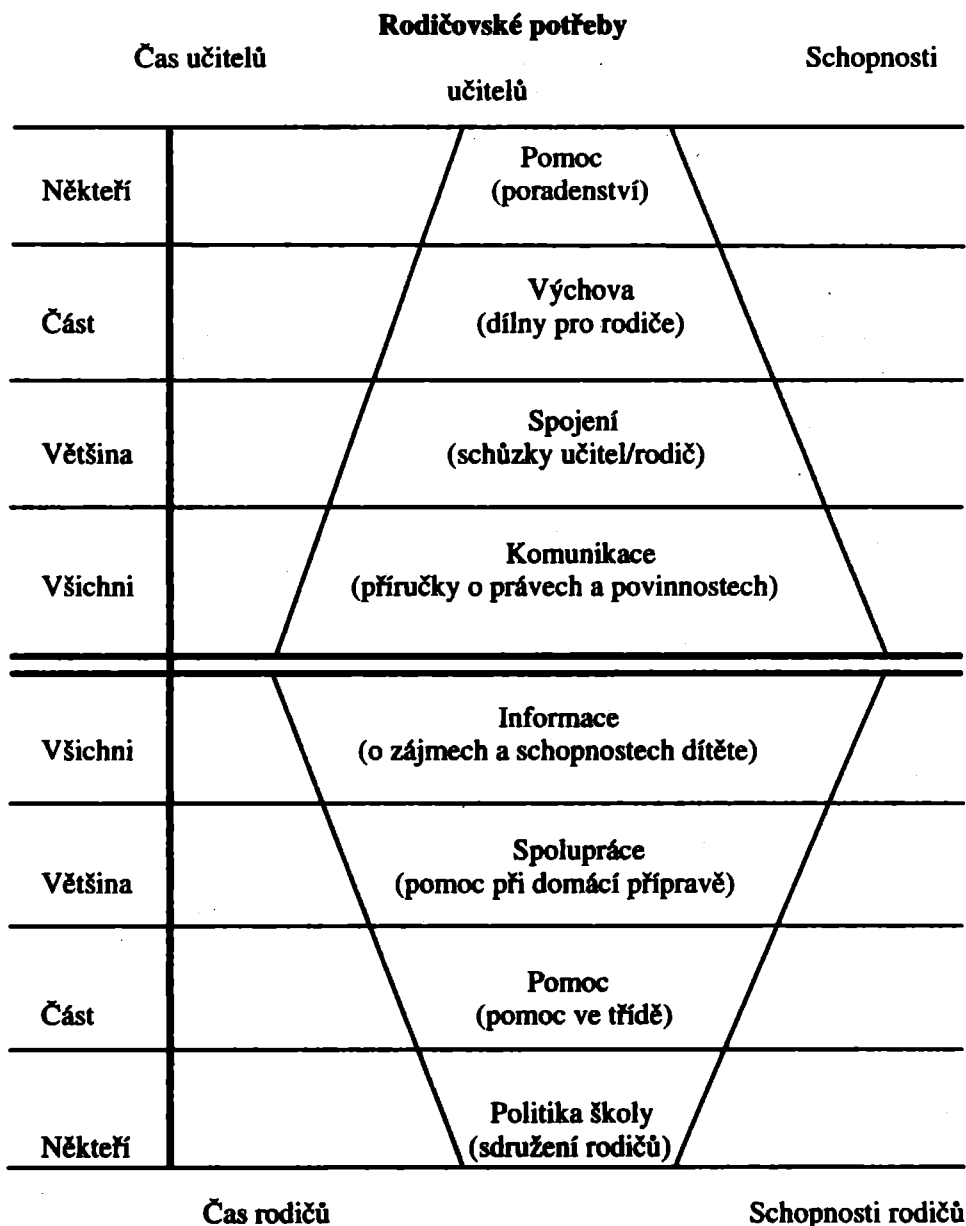 Rodičovské potřeby
Čas učitelů Schopnosti
učitelů
Pomoc
Někteří (poradenství)
Výchova
Část (dílny pro rodiče)
Spojení
Většina (schůzky učitel/rodič)
Komunikace
Všichni (příručky o právech a povinnostech)
Informace
Všichni (o zájmech a schopnostech dítěte)
Spolupráce
Většina (pomoc při domácí přípravě)
Pomoc
Část (pomoc ve třídě)
Politika školy
Někteří (sdružení rodičů)
Čas rodičů Schopnosti rodičů